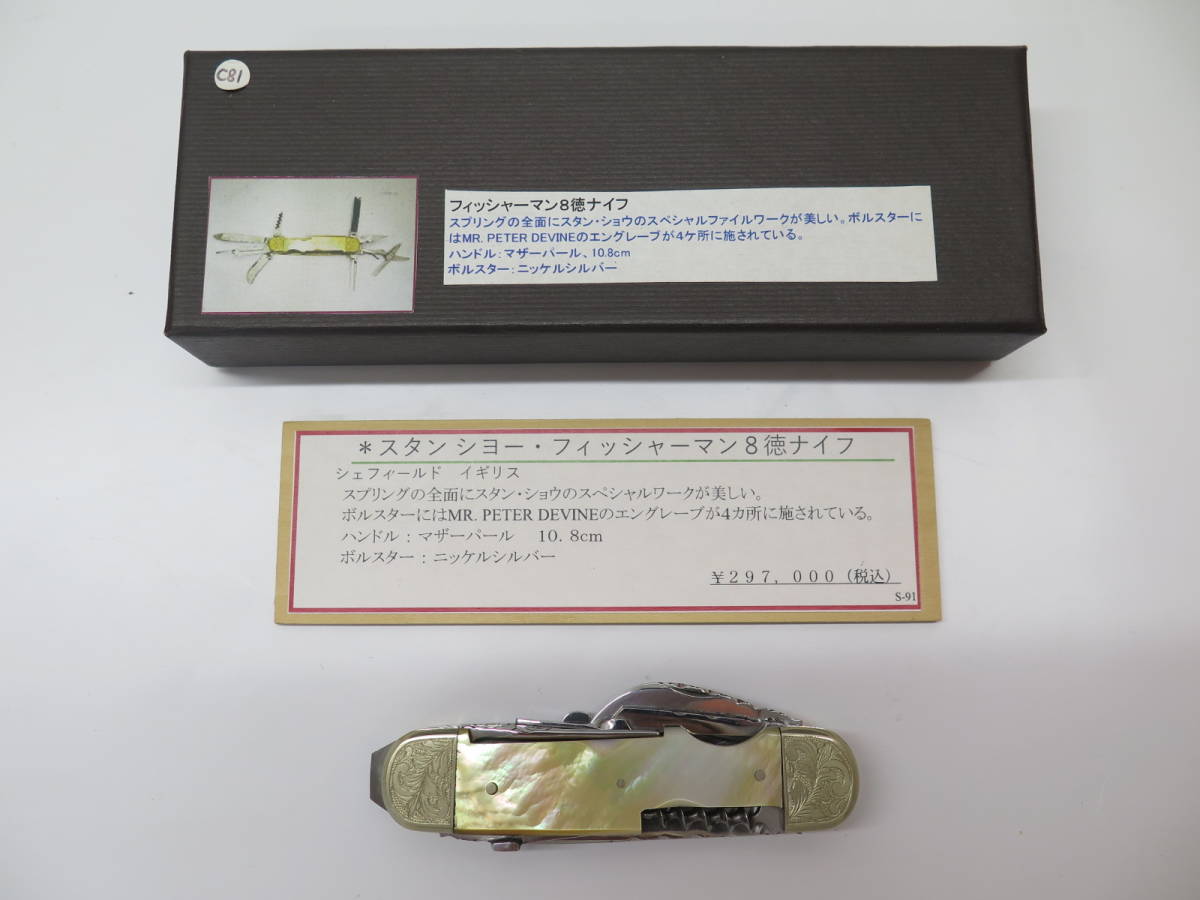 C81
フィッシャーマン8徳ナイフ
スプリングの全面にスタン・ショウのスペシャルファイルワークが美しい。ボルスターに
はMR. PETER DEVINEのエングレーブが4ケ所に施されている。
ハンドル：マザーパール、10.8cm
ボルスター：ニッケルシルバー
＊スタン シヨー・フィッシャーマン８徳ナイフ
シェフィールド　イギリス
スプリングの全面にスタン・ショウのスペシャルワークが美しい。
ボルスターにはMR. PETER DEVINEのエングレーブが4カ所に施されている。
ハンドル：マザーパール　10. 8cm
ボルスター：ニッケルシルバー
￥２９７，０００（税込）
S-91